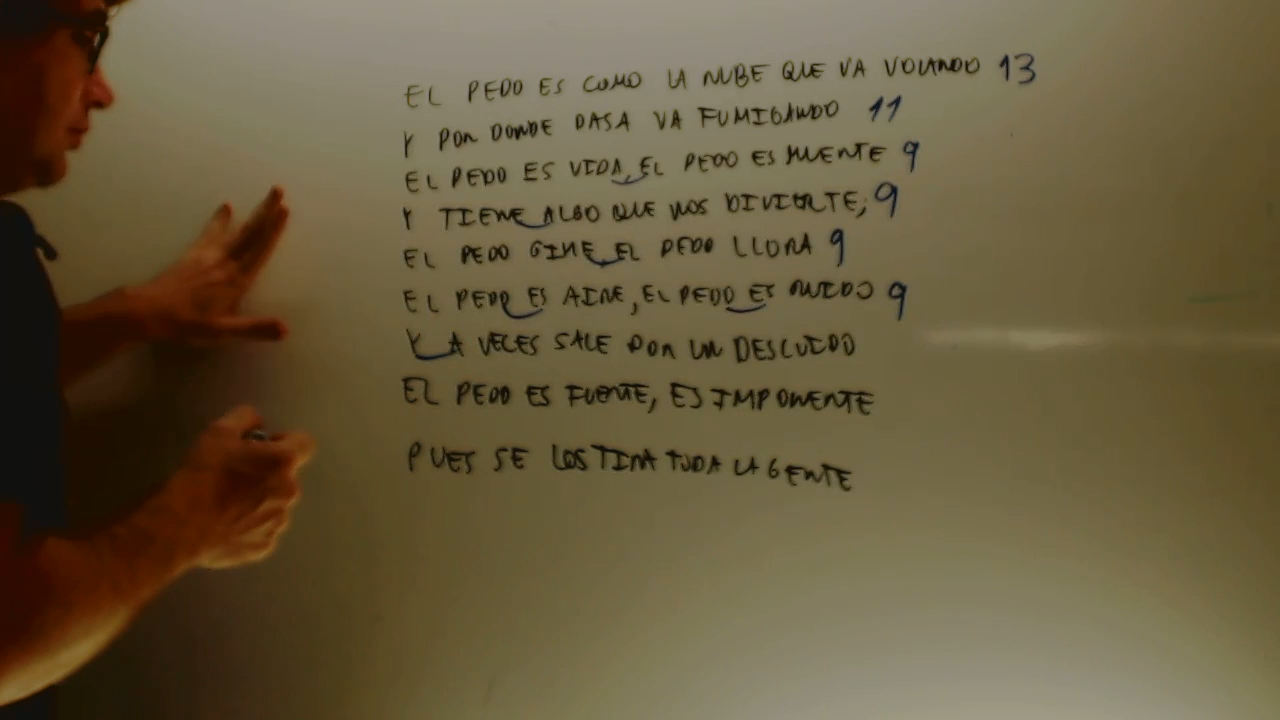 EL PEDO ES COMO LA NUBE QUE VA VOLANDO 13
Y POR DONDE PASA VA FUMIGANDO 11
EL PEDO ES VIDA, EL PEDO ES MUERTE 9
Y TIENE ALGO QUE NOS DIVIERTE; 9
EL PEDO GIME EL PEDO LLORA 9
EL PEDO ES AIRE, EL PEDO ES RUIDO 9
Y A VECES SALE POR UN DESCUIDO
EL PEDO ES FUERTE, ES IMPONENTE
PUES SE LOS TIRA TODA LA GENTE